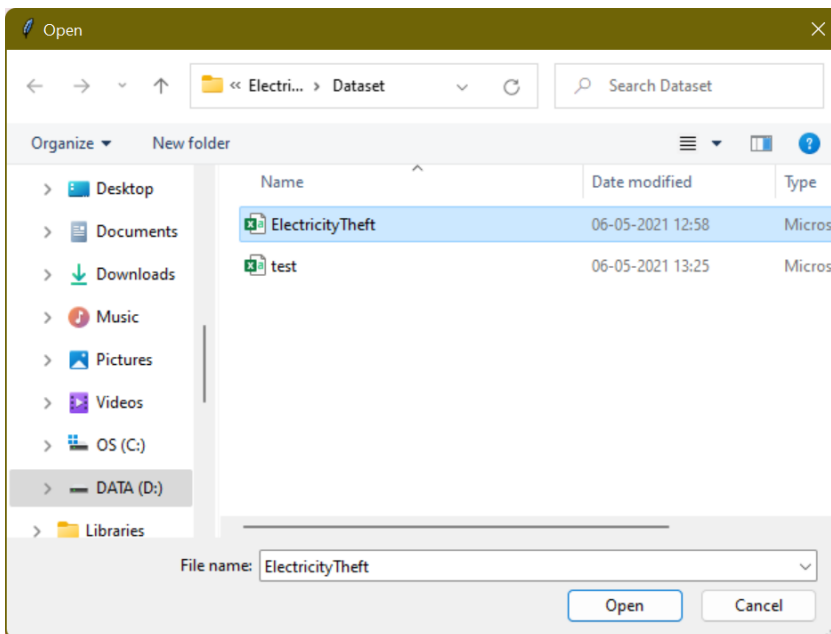 Open
« Electri... > Dataset
Search Dataset
Organize
New folder
Name
Date modified
Type
Desktop
Documents
Downloads
Music
Pictures
Videos
OS (C:)
DATA (D:)
Libraries
ElectricityTheft
06-05-2021 12:58
Micros
test
06-05-2021 13:25
Micros
File name:
ElectricityTheft
Open
Cancel